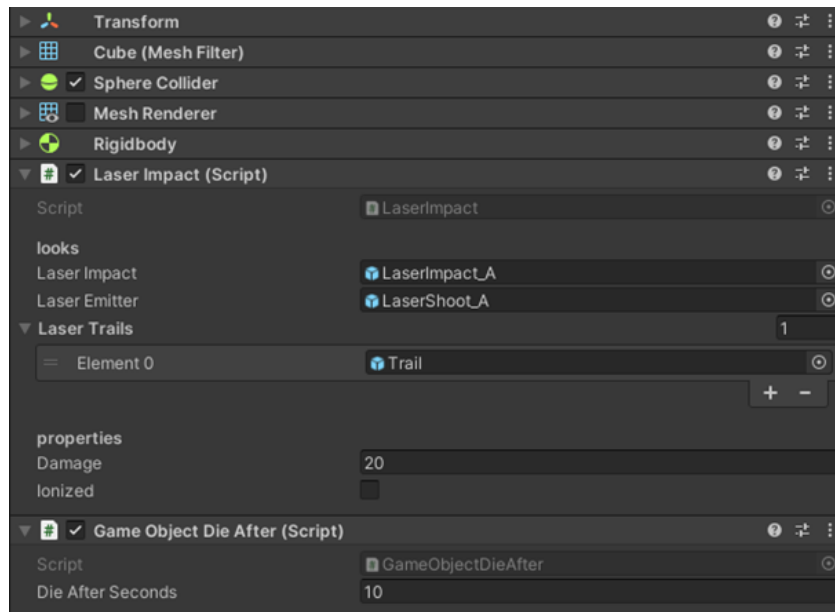 Transform
Cube (Mesh Filter)
Sphere Collider
Mesh Renderer
Rigidbody
# Laser Impact (Script)
Script LaserImpact
looks
Laser Impact LaserImpact_A
Laser Emitter LaserShoot_A
Laser Trails 1
Element 0 Trail
+ -
properties
Damage 20
Ionized
# Game Object Die After (Script)
Script GameObjectDieAfter
Die After Seconds 10